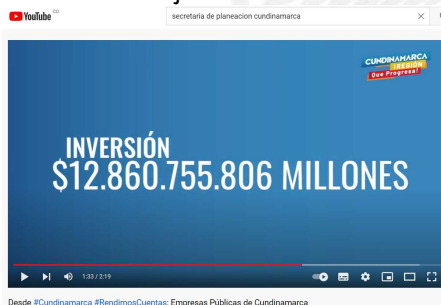 YouTube CO
secretaria de planeacion cundinamarca
CUNDINAMARCA
¡REGIÓN
Que Progresa!
INVERSIÓN
$12.860.755.806 MILLONES
1:33 / 2:19
Desde #Cundinamarca #RendimosCuentas: Empresas Públicas de Cundinamarca